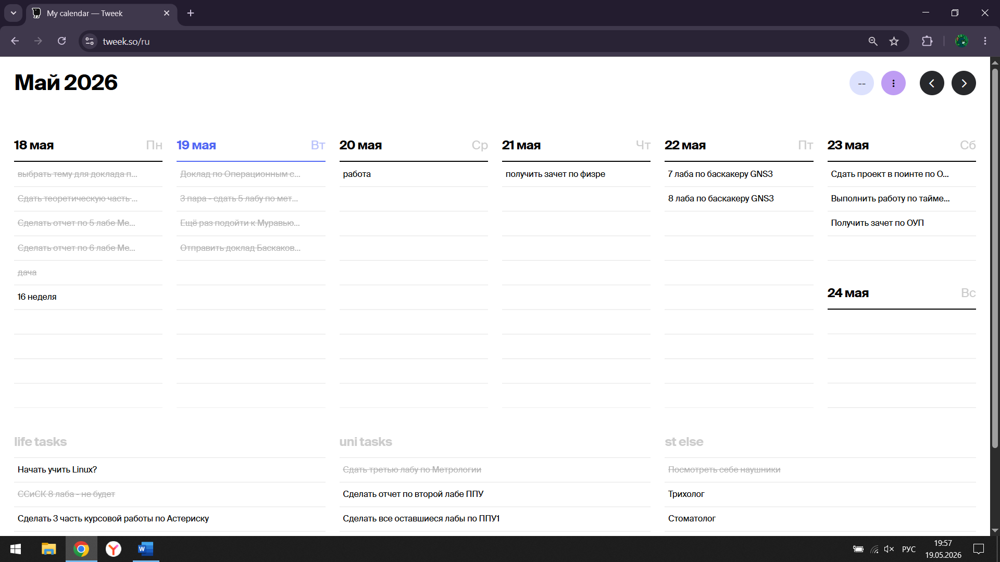 My calendar — Tweek
tweek.so/ru
Май 2026
--
18 мая Пн
выбрать тему для доклада п...
Сдать теоретическую часть ...
Сделать отчет по 5 лабе Ме...
Сделать отчет по 6 лабе Ме...
дача
16 неделя
19 мая Вт
Доклад по Операционным с...
3 пара - сдать 5 лабу по мет...
Ещё раз подойти к Муравью...
Отправить доклад Баскаков...
20 мая Ср
работа
21 мая Чт
получить зачет по физре
22 мая Пт
7 лаба по баскакеру GNS3
8 лаба по баскакеру GNS3
23 мая Сб
Сдать проект в поинте по О...
Выполнить работу по тайме...
Получить зачет по ОУП
24 мая Вс
life tasks
Начать учить Linux?
ССиСК 8 лаба - не будет
Сделать 3 часть курсовой работы по Астериску
uni tasks
Сдать третью лабу по Метрологии
Сделать отчет по второй лабе ППУ
Сделать все оставшиеся лабы по ППУ1
st else
Посмотреть себе наушники
Трихолог
Стоматолог
РУС
19:57
19.05.2026